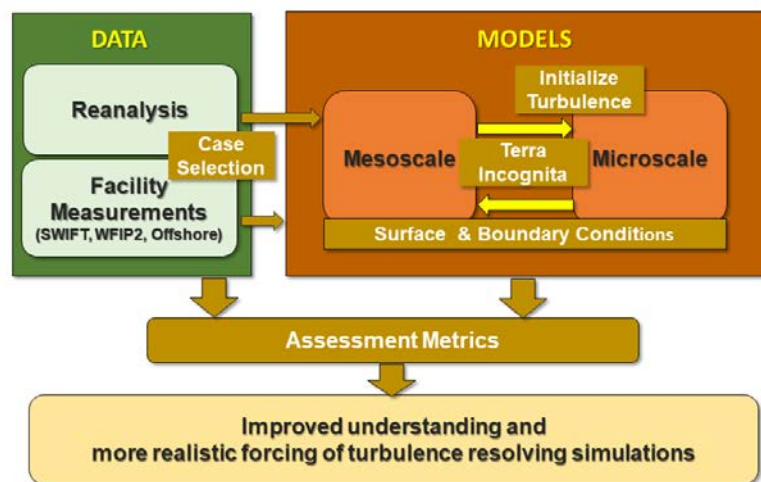 DATA
Reanalysis
Case
Selection
Facility
Measurements
(SWIFT, WFIP2, Offshore)
MODELS
Initialize
Turbulence
Mesoscale
Terra
Incognita
Microscale
Surface & Boundary Conditions
Assessment Metrics
Improved understanding and
more realistic forcing of turbulence resolving simulations